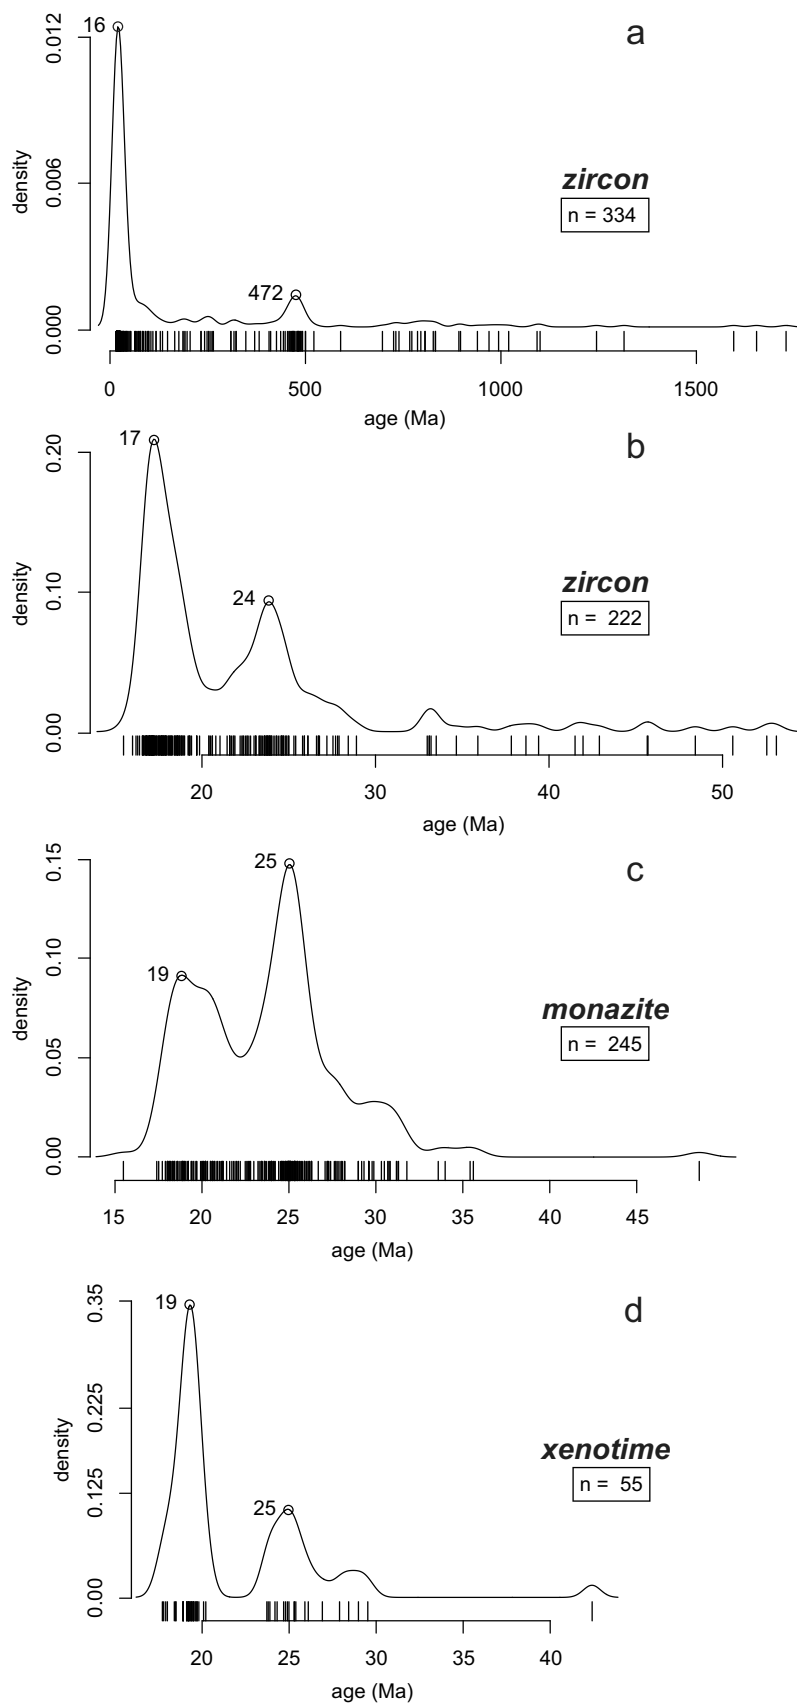 a
16
0.012
0.006
0.000
density
472
zircon
n = 334
0
500
1000
1500
age (Ma)
b
17
0.20
0.10
0.00
density
24
zircon
n = 222
20
30
40
50
age (Ma)
c
25
19
0.15
0.10
0.05
0.00
density
monazite
n = 245
15
20
25
30
35
40
45
age (Ma)
d
19
0.35
0.225
0.125
0.00
density
25
xenotime
n = 55
20
25
30
40
age (Ma)